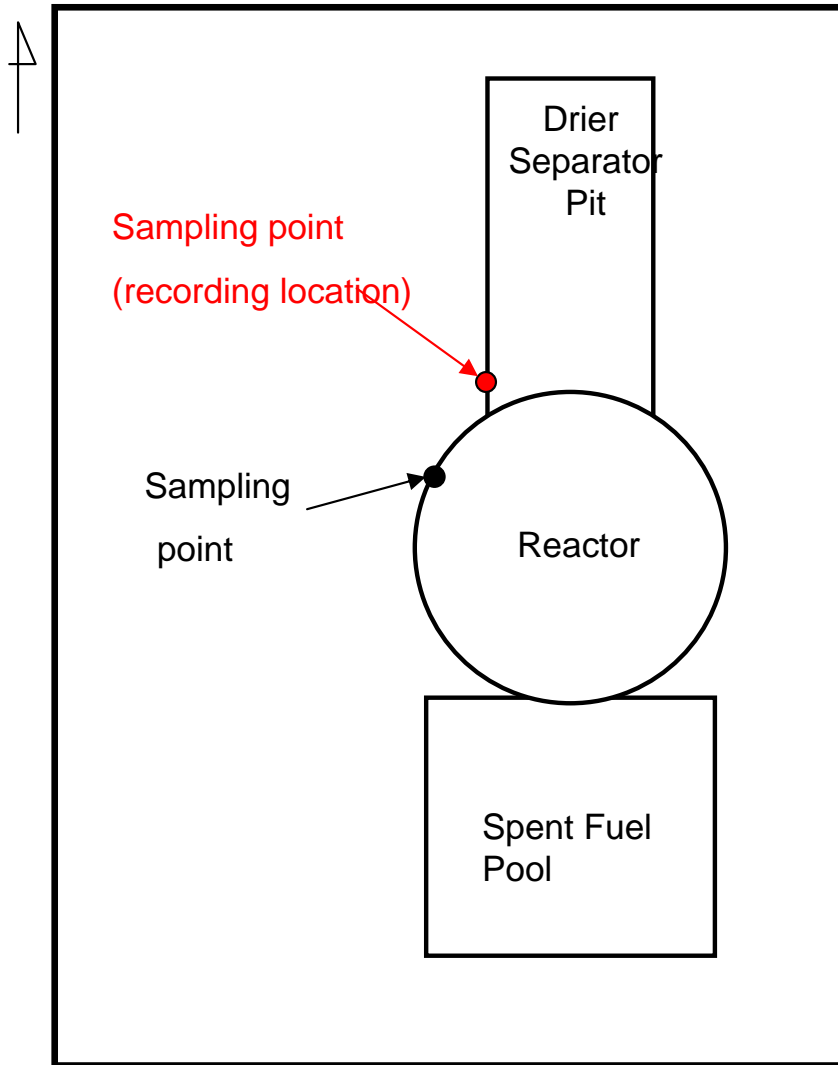 Drier
Separator
Pit
Sampling point
(recording location)
Sampling
point
Reactor
Spent Fuel
Pool